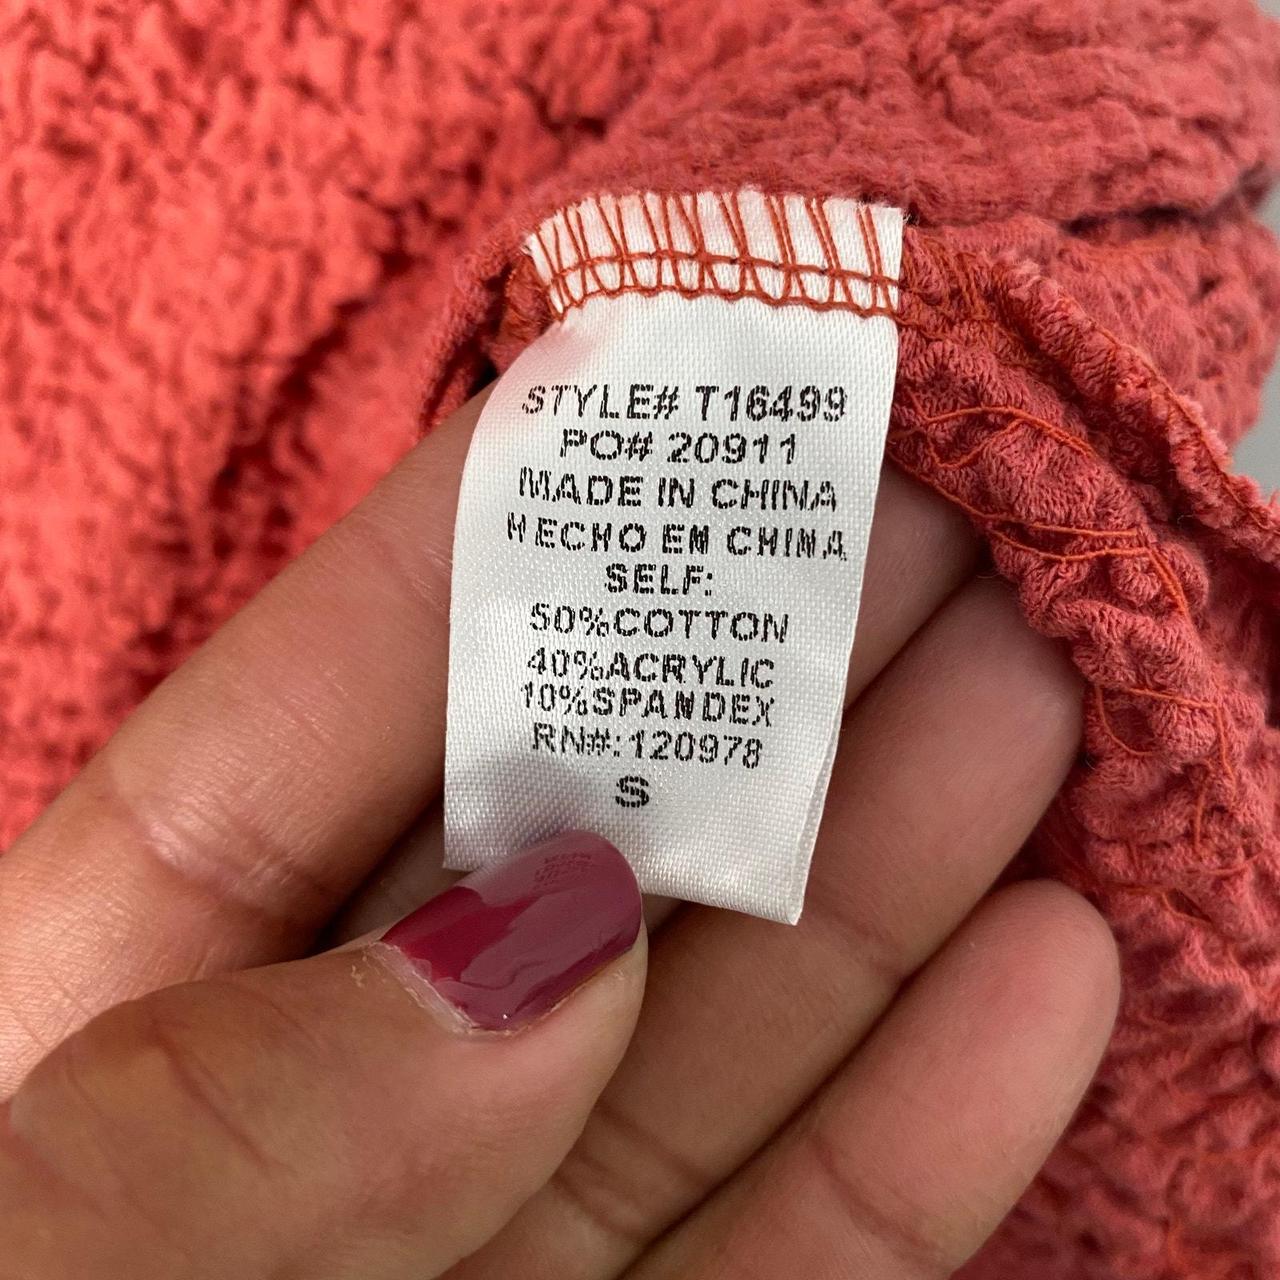 STYLE# T16499
PO# 20911
MADE IN CHINA
HECHO EN CHINA
SELF:
50%COTTON
40%ACRYLIC
10%SPANDEX
RN#:120978
S